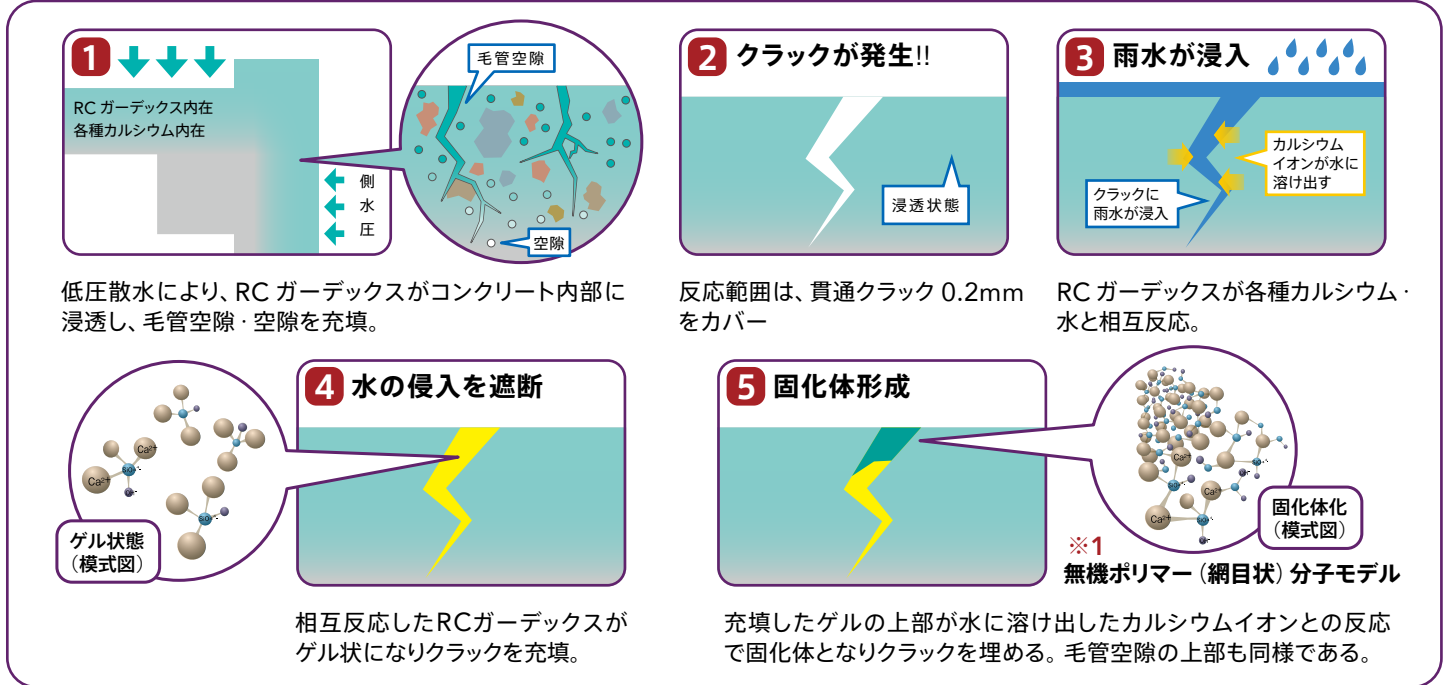 1
RC ガーデックス内在
各種カルシウム内在
側
水
圧
毛管空隙
空隙
低圧散水により、RC ガーデックスがコンクリート内部に
浸透し、毛管空隙・空隙を充填。
2 クラックが発生!!
浸透状態
反応範囲は、貫通クラック 0.2mm
をカバー
3 雨水が浸入
カルシウム
イオンが水に
溶け出す
クラックに
雨水が浸入
RC ガーデックスが各種カルシウム・
水と相互反応。
4 水の侵入を遮断
Ca²⁺
Ca²⁺
ゲル状態
(模式図)
相互反応したRCガーデックスが
ゲル状になりクラックを充填。
5 固化体形成
Ca²⁺
Ca²⁺
Ca²⁺
固化体化
(模式図)
※1
無機ポリマー(網目状)分子モデル
充填したゲルの上部が水に溶け出したカルシウムイオンとの反応
で固化体となりクラックを埋める。毛管空隙の上部も同様である。